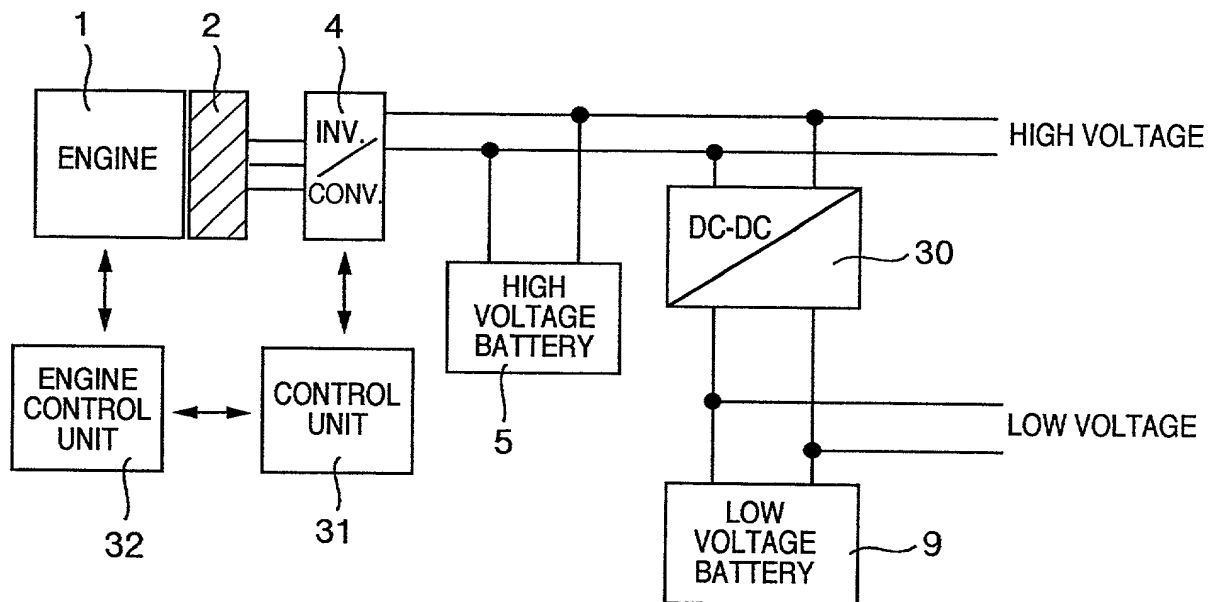 1
2
4
ENGINE
INV.
CONV.
HIGH VOLTAGE
DC-DC
30
HIGH
VOLTAGE
BATTERY
5
ENGINE
CONTROL
UNIT
32
CONTROL
UNIT
31
LOW VOLTAGE
LOW
VOLTAGE
BATTERY
9